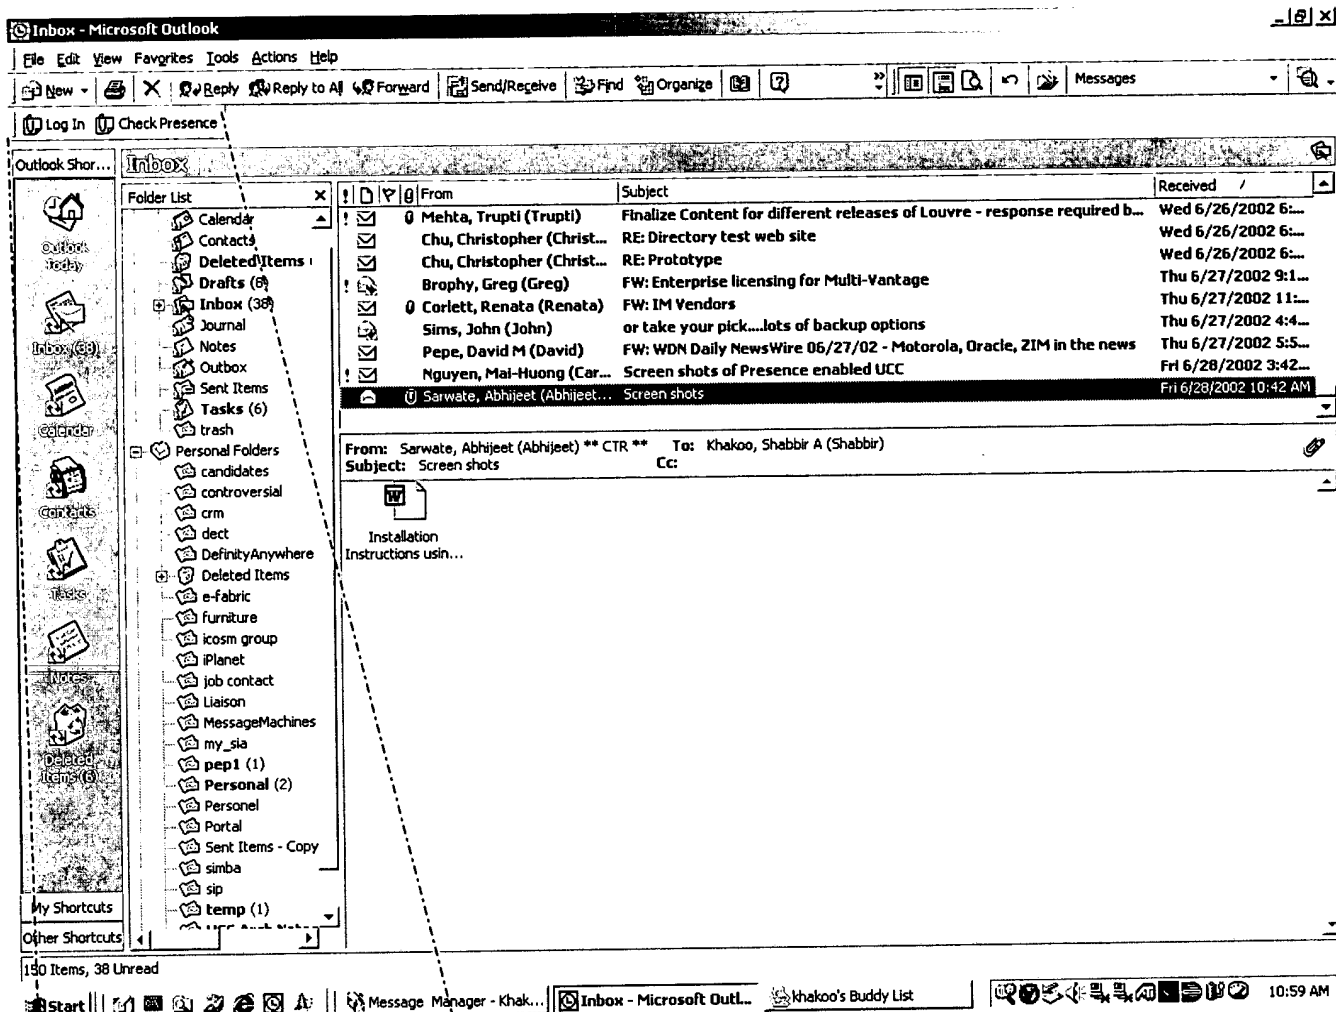 Inbox - Microsoft Outlook
File Edit View Favorites Tools Actions Help
New Reply Reply to All Forward Send/Receive Find Organize Messages
Log In Check Presence
Outlook Shor... Inbox
Folder List
! From Subject Received
Mehta, Trupti (Trupti) Finalize Content for different releases of Louvre - response required b... Wed 6/26/2002 6:...
Chu, Christopher (Christ... RE: Directory test web site Wed 6/26/2002 6:...
Chu, Christopher (Christ... RE: Prototype Wed 6/26/2002 6:...
Brophy, Greg (Greg) FW: Enterprise licensing for Multi-Vantage Thu 6/27/2002 9:1...
Corlett, Renata (Renata) FW: IM Vendors Thu 6/27/2002 11:...
Sims, John (John) or take your pick....lots of backup options Thu 6/27/2002 4:4...
Pepe, David M (David) FW: WDN Daily NewsWire 06/27/02 - Motorola, Oracle, ZIM in the news Thu 6/27/2002 5:5...
Nguyen, Mai-Huong (Car... Screen shots of Presence enabled UCC Fri 6/28/2002 3:42...
Sarwate, Abhijeet (Abhijeet... Screen shots Fri 6/28/2002 10:42 AM
From: Sarwate, Abhijeet (Abhijeet) ** CTR ** To: Khakoo, Shabbir A (Shabbir)
Subject: Screen shots Cc:
Installation
Instructions usin...
Outlook
Today
Inbox (38)
Calendar
Contacts
Tasks
Notes
Deleted
Items (6)
My Shortcuts
Other Shortcuts
Calendar
Contacts
Deleted Items
Drafts (6)
Inbox (38)
Journal
Notes
Outbox
Sent Items
Tasks (6)
trash
Personal Folders
candidates
controversial
crm
dect
DefinityAnywhere
Deleted Items
e-fabric
furniture
icosm group
iPlanet
job contact
Liaison
MessageMachines
my_sia
pep1 (1)
Personal (2)
Personel
Portal
Sent Items - Copy
simba
sip
temp (1)
150 Items, 38 Unread
Start Message Manager - Khak... Inbox - Microsoft Outl... khakoo's Buddy List 10:59 AM